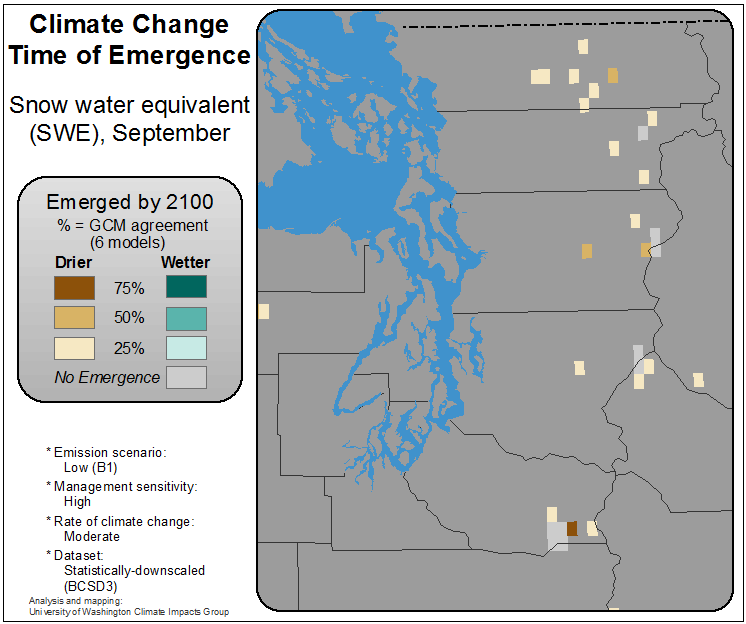 Climate Change
Time of Emergence
Snow water equivalent
(SWE), September
Emerged by 2100
% = GCM agreement
(6 models)
Drier Wetter
75%
50%
25%
No Emergence
* Emission scenario:
Low (B1)
* Management sensitivity:
High
* Rate of climate change:
Moderate
* Dataset:
Statistically-downscaled
(BCSD3)
Analysis and mapping:
University of Washington Climate Impacts Group